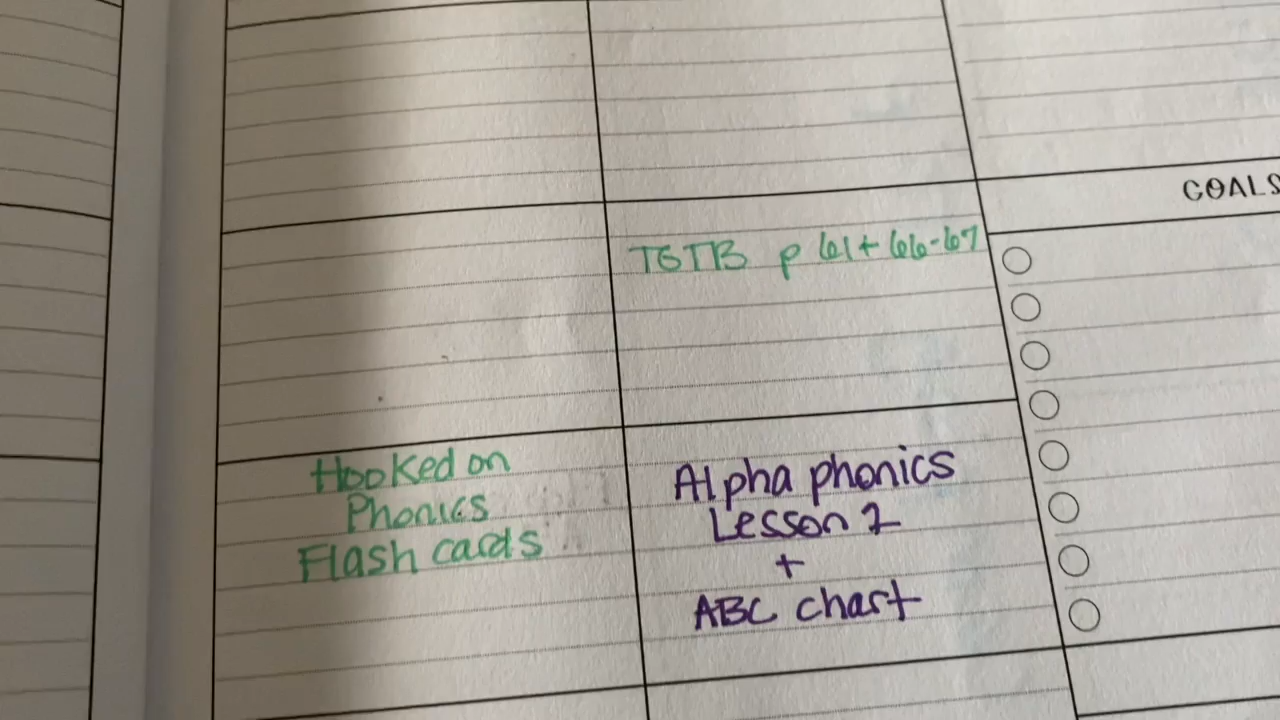 GOALS
TGTB p 61 + 66-67
Hooked on
Phonics
Flash cards
Alpha phonics
Lesson 2
+
ABC chart